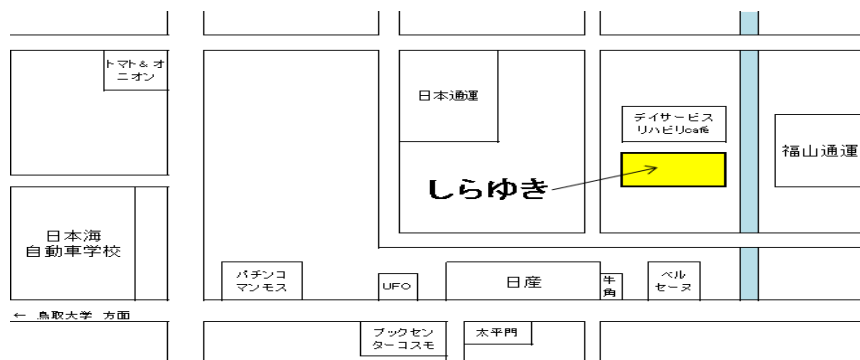 トマト& オ
ニオン
日本通運
デイサービス
リハビリcafé
福山通運
しらゆき
日本海
自動車学校
パチンコ
マンモス
UFO
日産
牛
角
ベル
セーヌ
← 鳥取大学 方面
ブックセン
ターコスモ
太平門